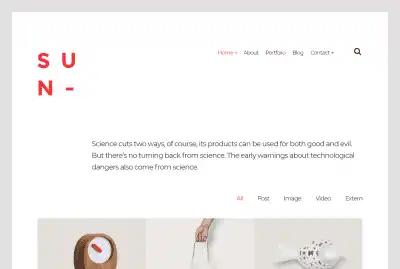 S U
N -
Home + About Portfolio Blog Contact +
Science cuts two ways, of course, its products can be used for both good and evil.
But there's no turning back from science. The early warnings about technological
dangers also come from science.
All Post Image Video Extern